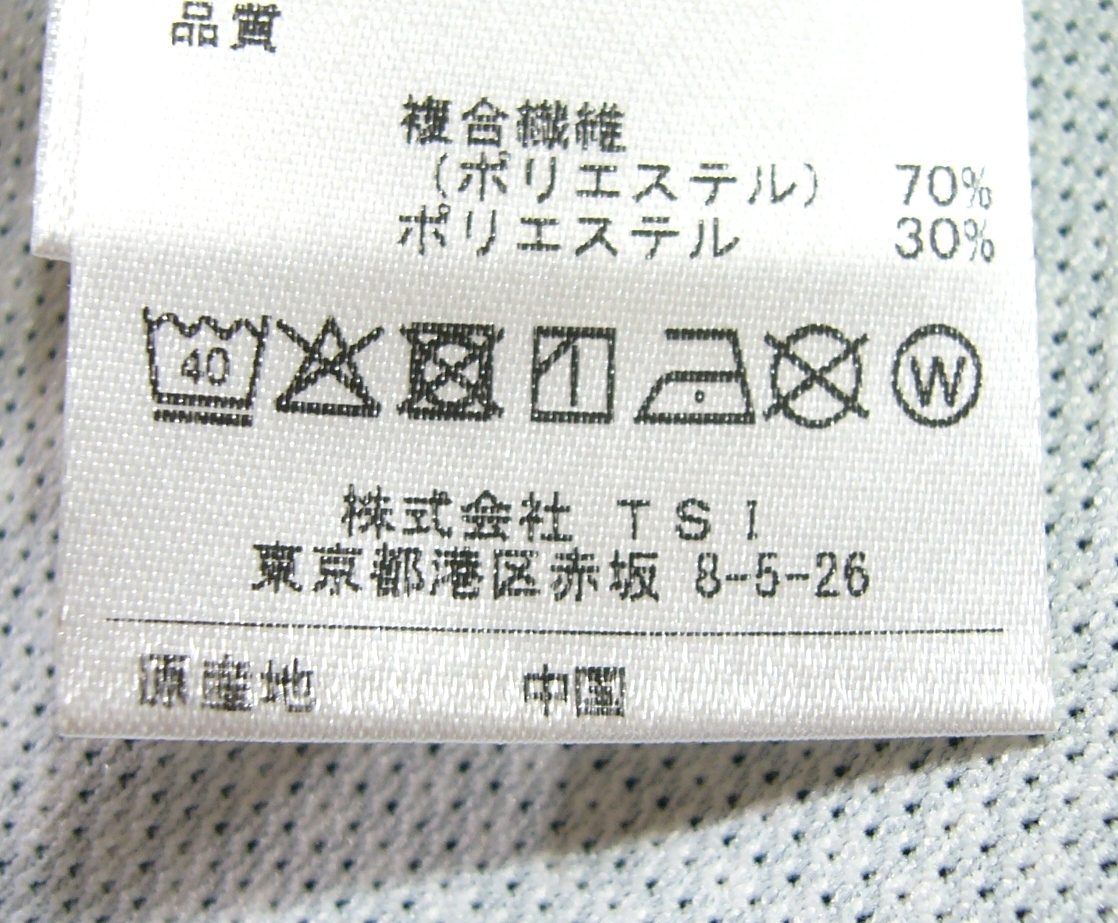 品質
複合繊維
(ポリエステル) 70%
ポリエステル 30%
40
W
株式会社 TSI
東京都港区赤坂 8-5-26
原産地 中国